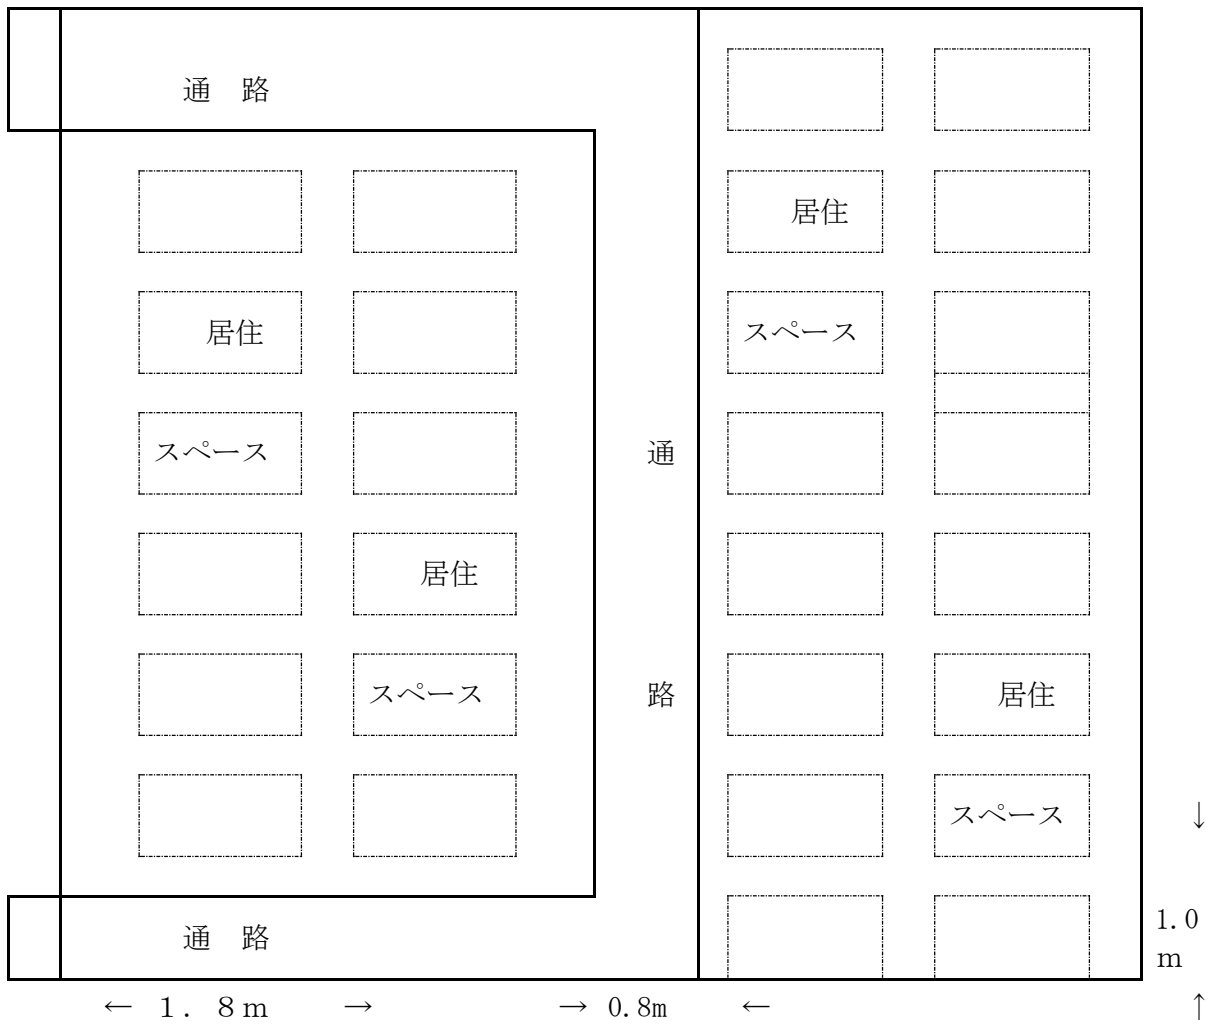 通　路
居住
居住
スペース
スペース
通
居住
路
スペース
居住
スペース
通　路
1.0
m
← 1．8m →
→ 0.8m ←
↓
↑